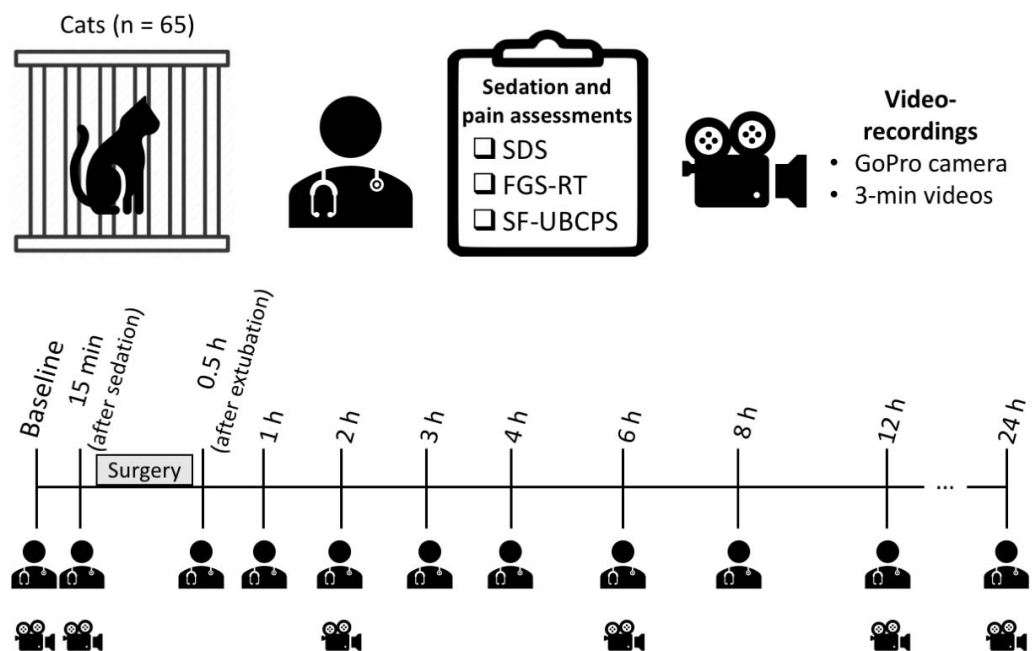 Cats (n = 65)
Sedation and
pain assessments
❑ SDS
❑ FGS-RT
❑ SF-UBCPS
Video-
recordings
• GoPro camera
• 3-min videos
Baseline
15 min
(after sedation)
Surgery
0.5 h
(after extubation)
1 h
2 h
3 h
4 h
6 h
8 h
12 h
...
24 h